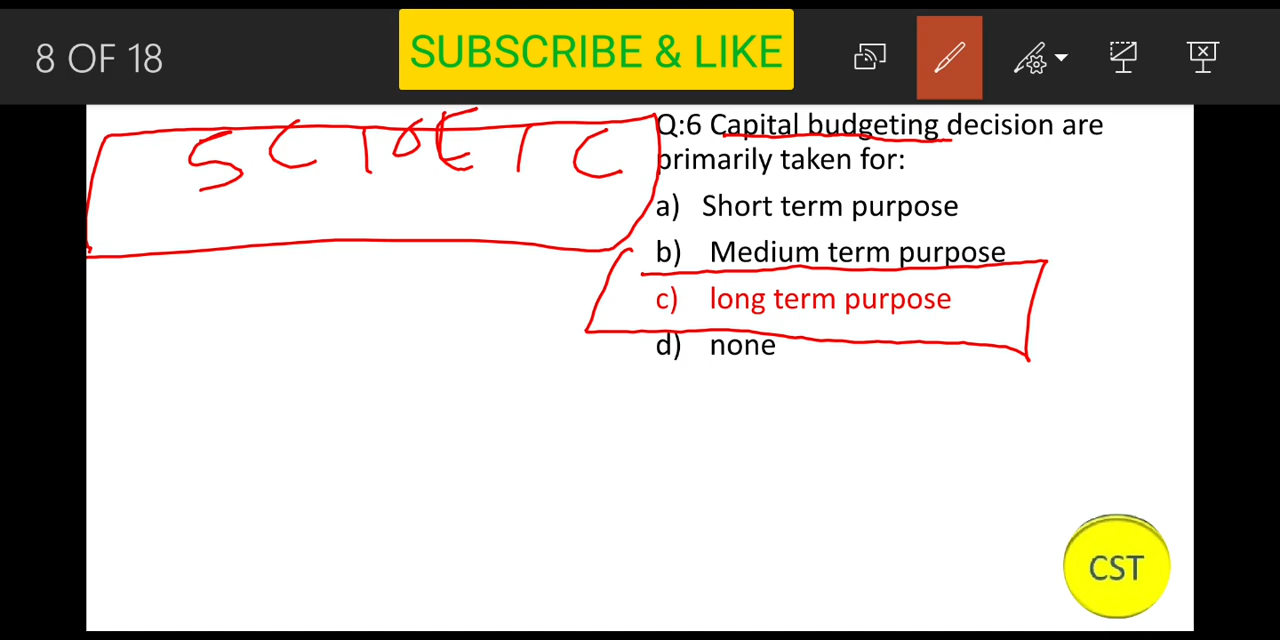 8 OF 18
SUBSCRIBE & LIKE
Q:6 Capital budgeting decision are
primarily taken for:
a) Short term purpose
b) Medium term purpose
c) long term purpose
d) none
CST